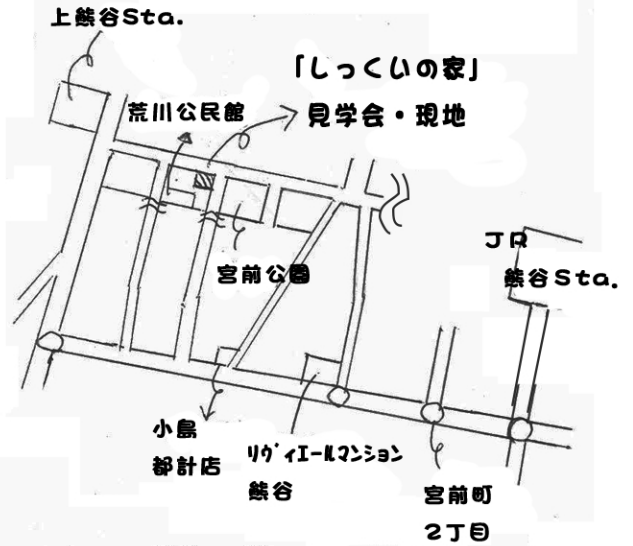 上熊谷Sta.
「しっくいの家」
荒川公民館
見学会・現地
宮前公園
JR
熊谷Sta.
小島
都計店
リヴィエールマンション
熊谷
宮前町
2丁目